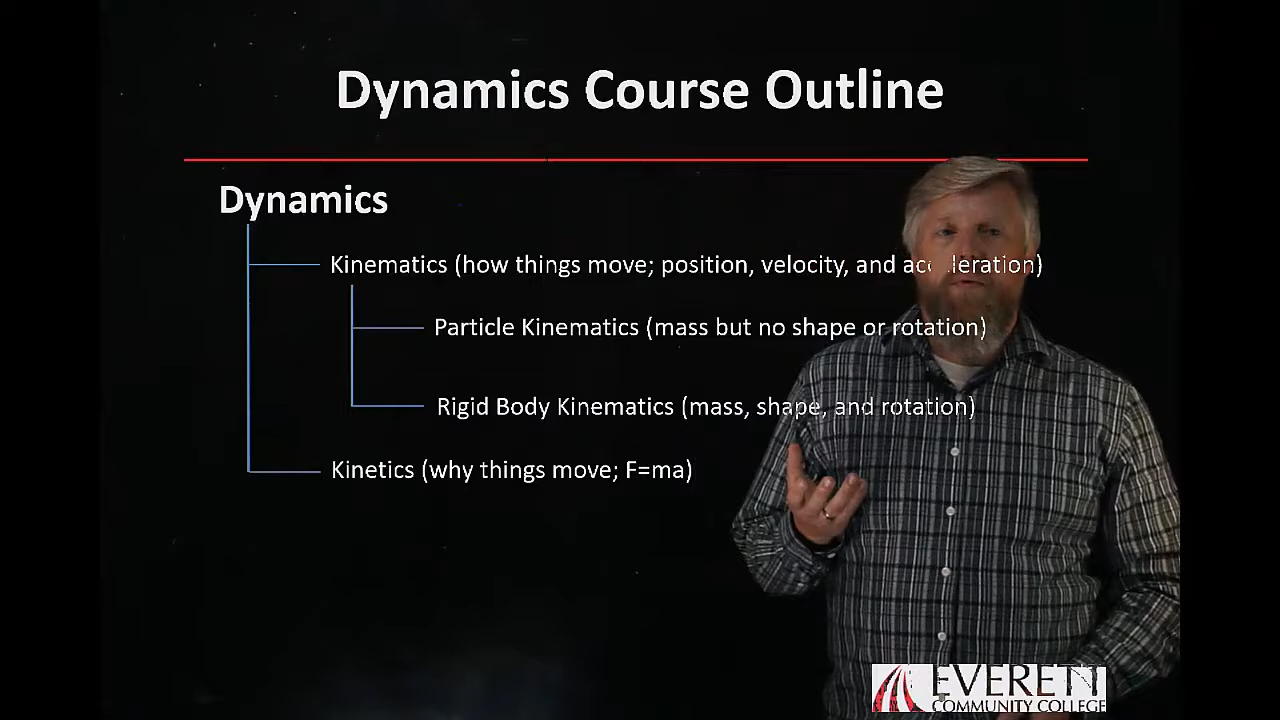 Dynamics Course Outline
Dynamics
Kinematics (how things move; position, velocity, and acceleration)
Particle Kinematics (mass but no shape or rotation)
Rigid Body Kinematics (mass, shape, and rotation)
Kinetics (why things move; F=ma)
EVERETT
COMMUNITY COLLEGE